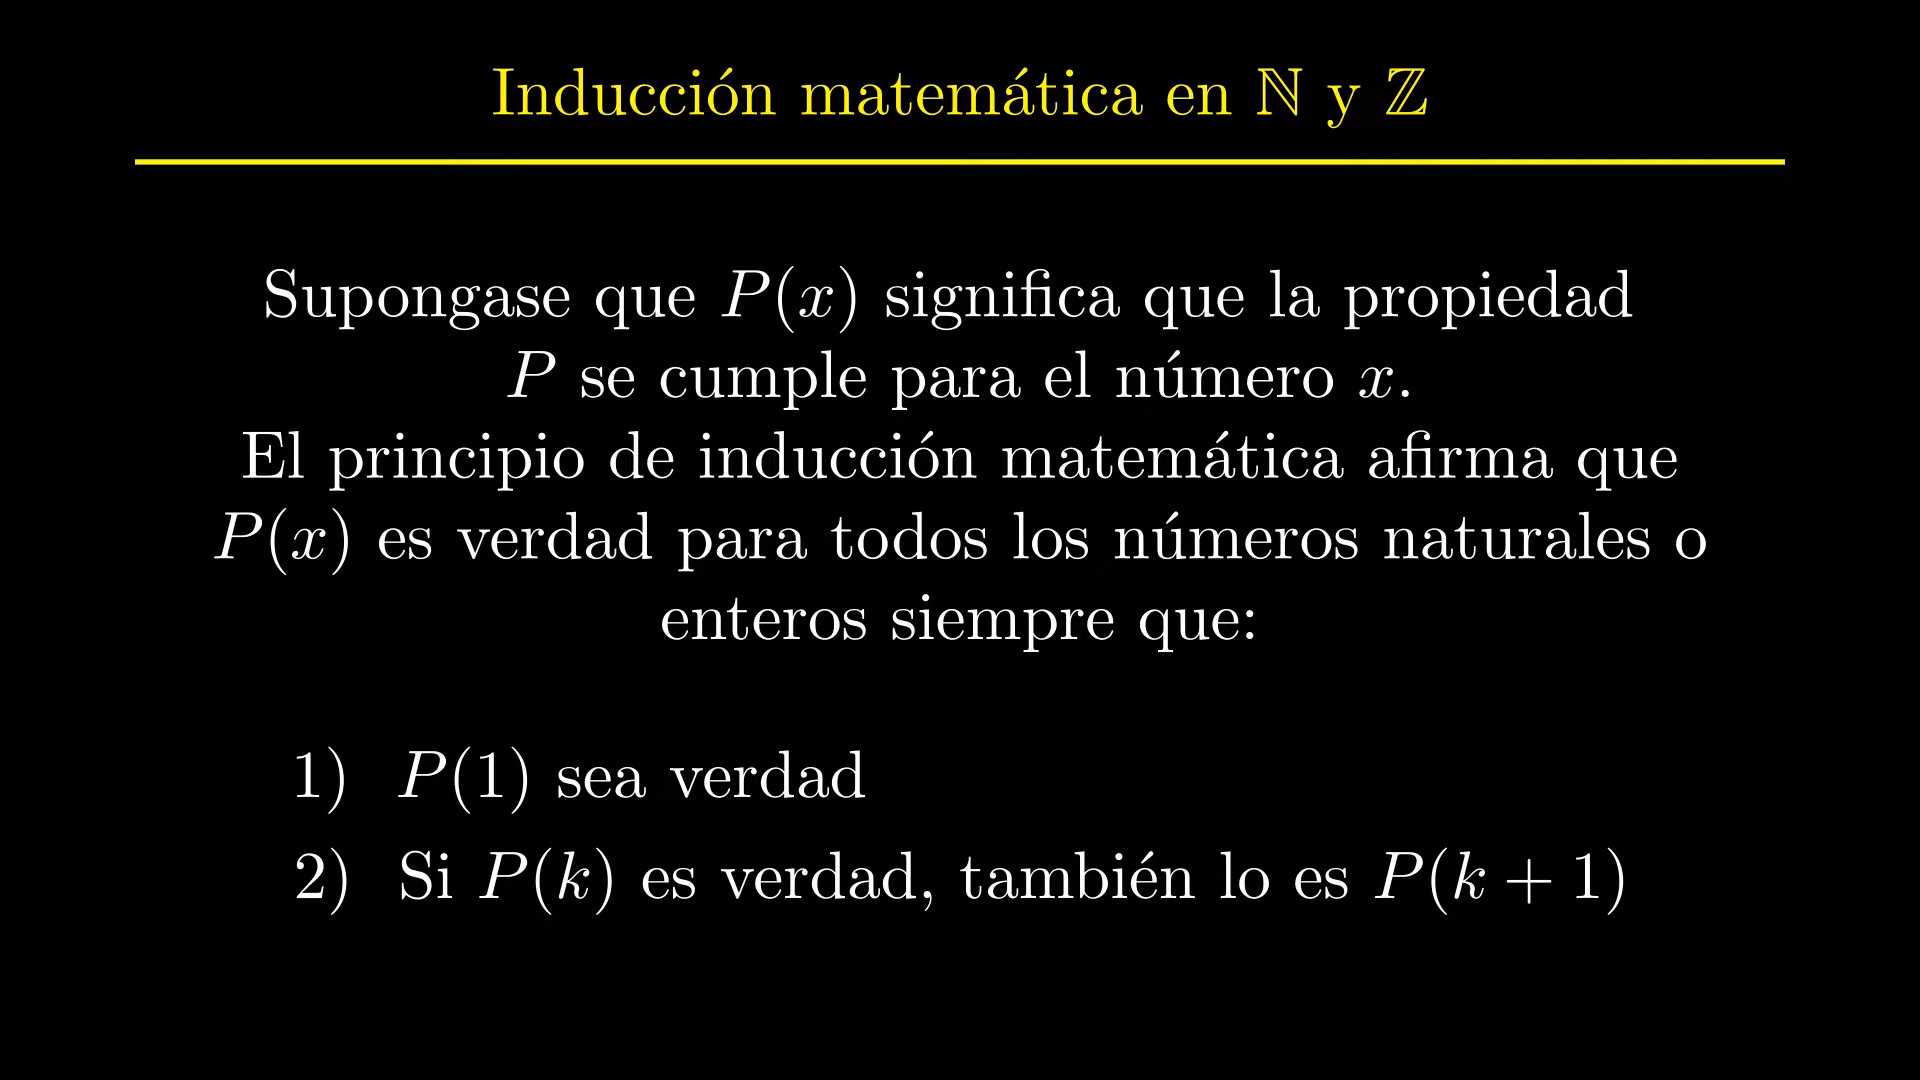 Inducción matemática en ℕ y ℤ
Supongase que P(x) significa que la propiedad
P se cumple para el número x.
El principio de inducción matemática afirma que
P(x) es verdad para todos los números naturales o
enteros siempre que:
1) P(1) sea verdad
2) Si P(k) es verdad, también lo es P(k + 1)